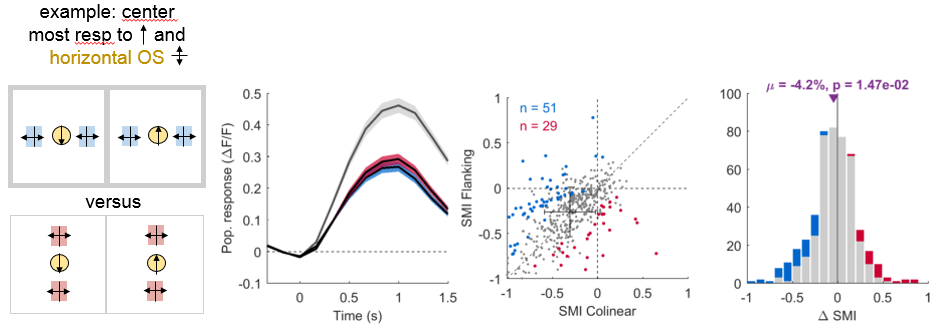 example: center
most resp to ↑ and
horizontal OS
versus
0.5
0.4
0.3
0.2
0.1
0
-0.1
Pop. response (ΔF/F)
0
0.5
1
1.5
Time (s)
n = 51
n = 29
1
0.5
0
-0.5
-1
SMI Flanking
-1
-0.5
0
0.5
1
SMI Colinear
μ = -4.2%, p = 1.47e-02
100
80
60
40
20
0
-1
-0.5
0
0.5
1
Δ SMI